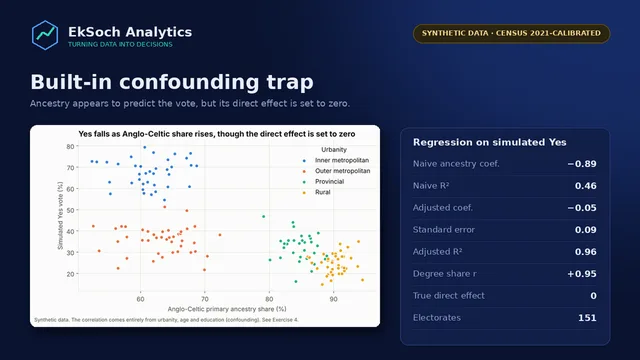 EkSoch Analytics
TURNING DATA INTO DECISIONS
SYNTHETIC DATA · CENSUS 2021-CALIBRATED
Built-in confounding trap
Ancestry appears to predict the vote, but its direct effect is set to zero.
Yes falls as Anglo-Celtic share rises, though the direct effect is set to zero
Urbanity
Inner metropolitan
Outer metropolitan
Provincial
Rural
Simulated Yes vote (%)
80
70
60
50
40
30
20
60
70
80
90
Anglo-Celtic primary ancestry share (%)
Synthetic data. The correlation comes entirely from urbanity, age and education (confounding). See Exercise 4.
Regression on simulated Yes
Naive ancestry coef. −0.89
Naive R² 0.46
Adjusted coef. −0.05
Standard error 0.09
Adjusted R² 0.96
Degree share r +0.95
True direct effect 0
Electorates 151